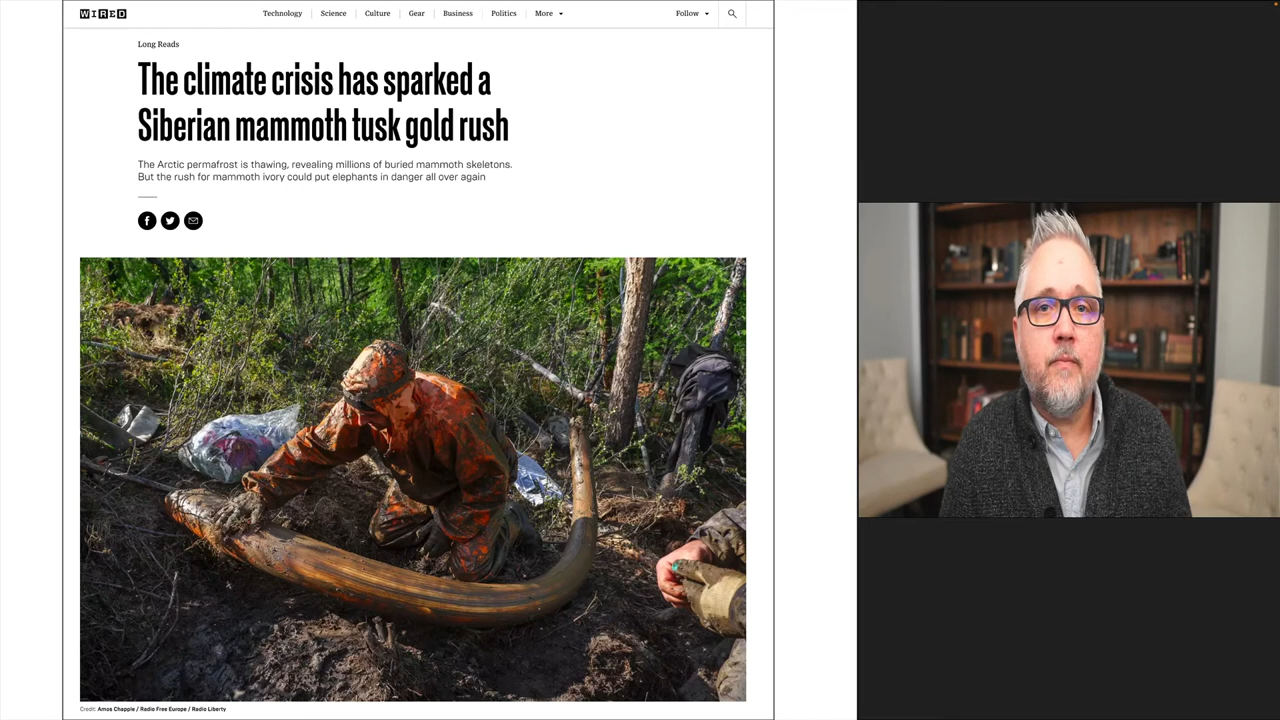 WIRED
Technology Science Culture Gear Business Politics More Follow
Long Reads
The climate crisis has sparked a
Siberian mammoth tusk gold rush
The Arctic permafrost is thawing, revealing millions of buried mammoth skeletons.
But the rush for mammoth ivory could put elephants in danger all over again
Credit: Amos Chapple / Radio Free Europe / Radio Liberty